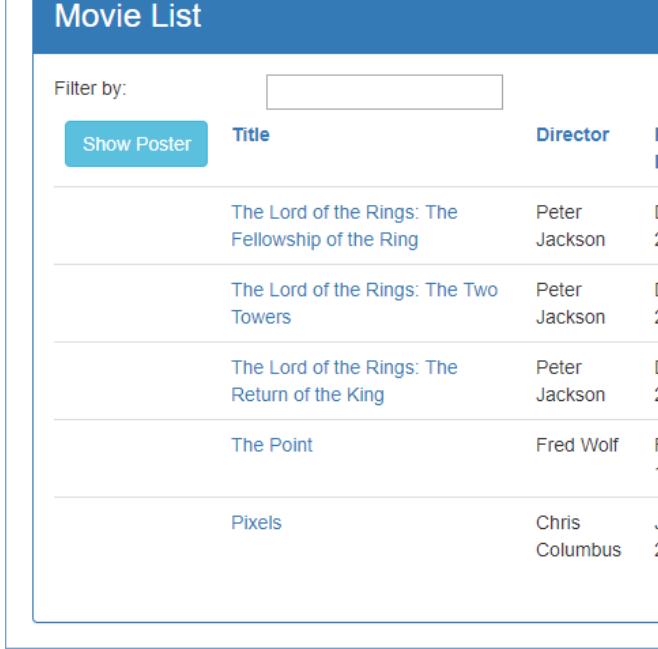 Movie List
Filter by:
Show Poster
Title
Director
The Lord of the Rings: The
Fellowship of the Ring
Peter
Jackson
The Lord of the Rings: The Two
Towers
Peter
Jackson
The Lord of the Rings: The
Return of the King
Peter
Jackson
The Point
Fred Wolf
Pixels
Chris
Columbus